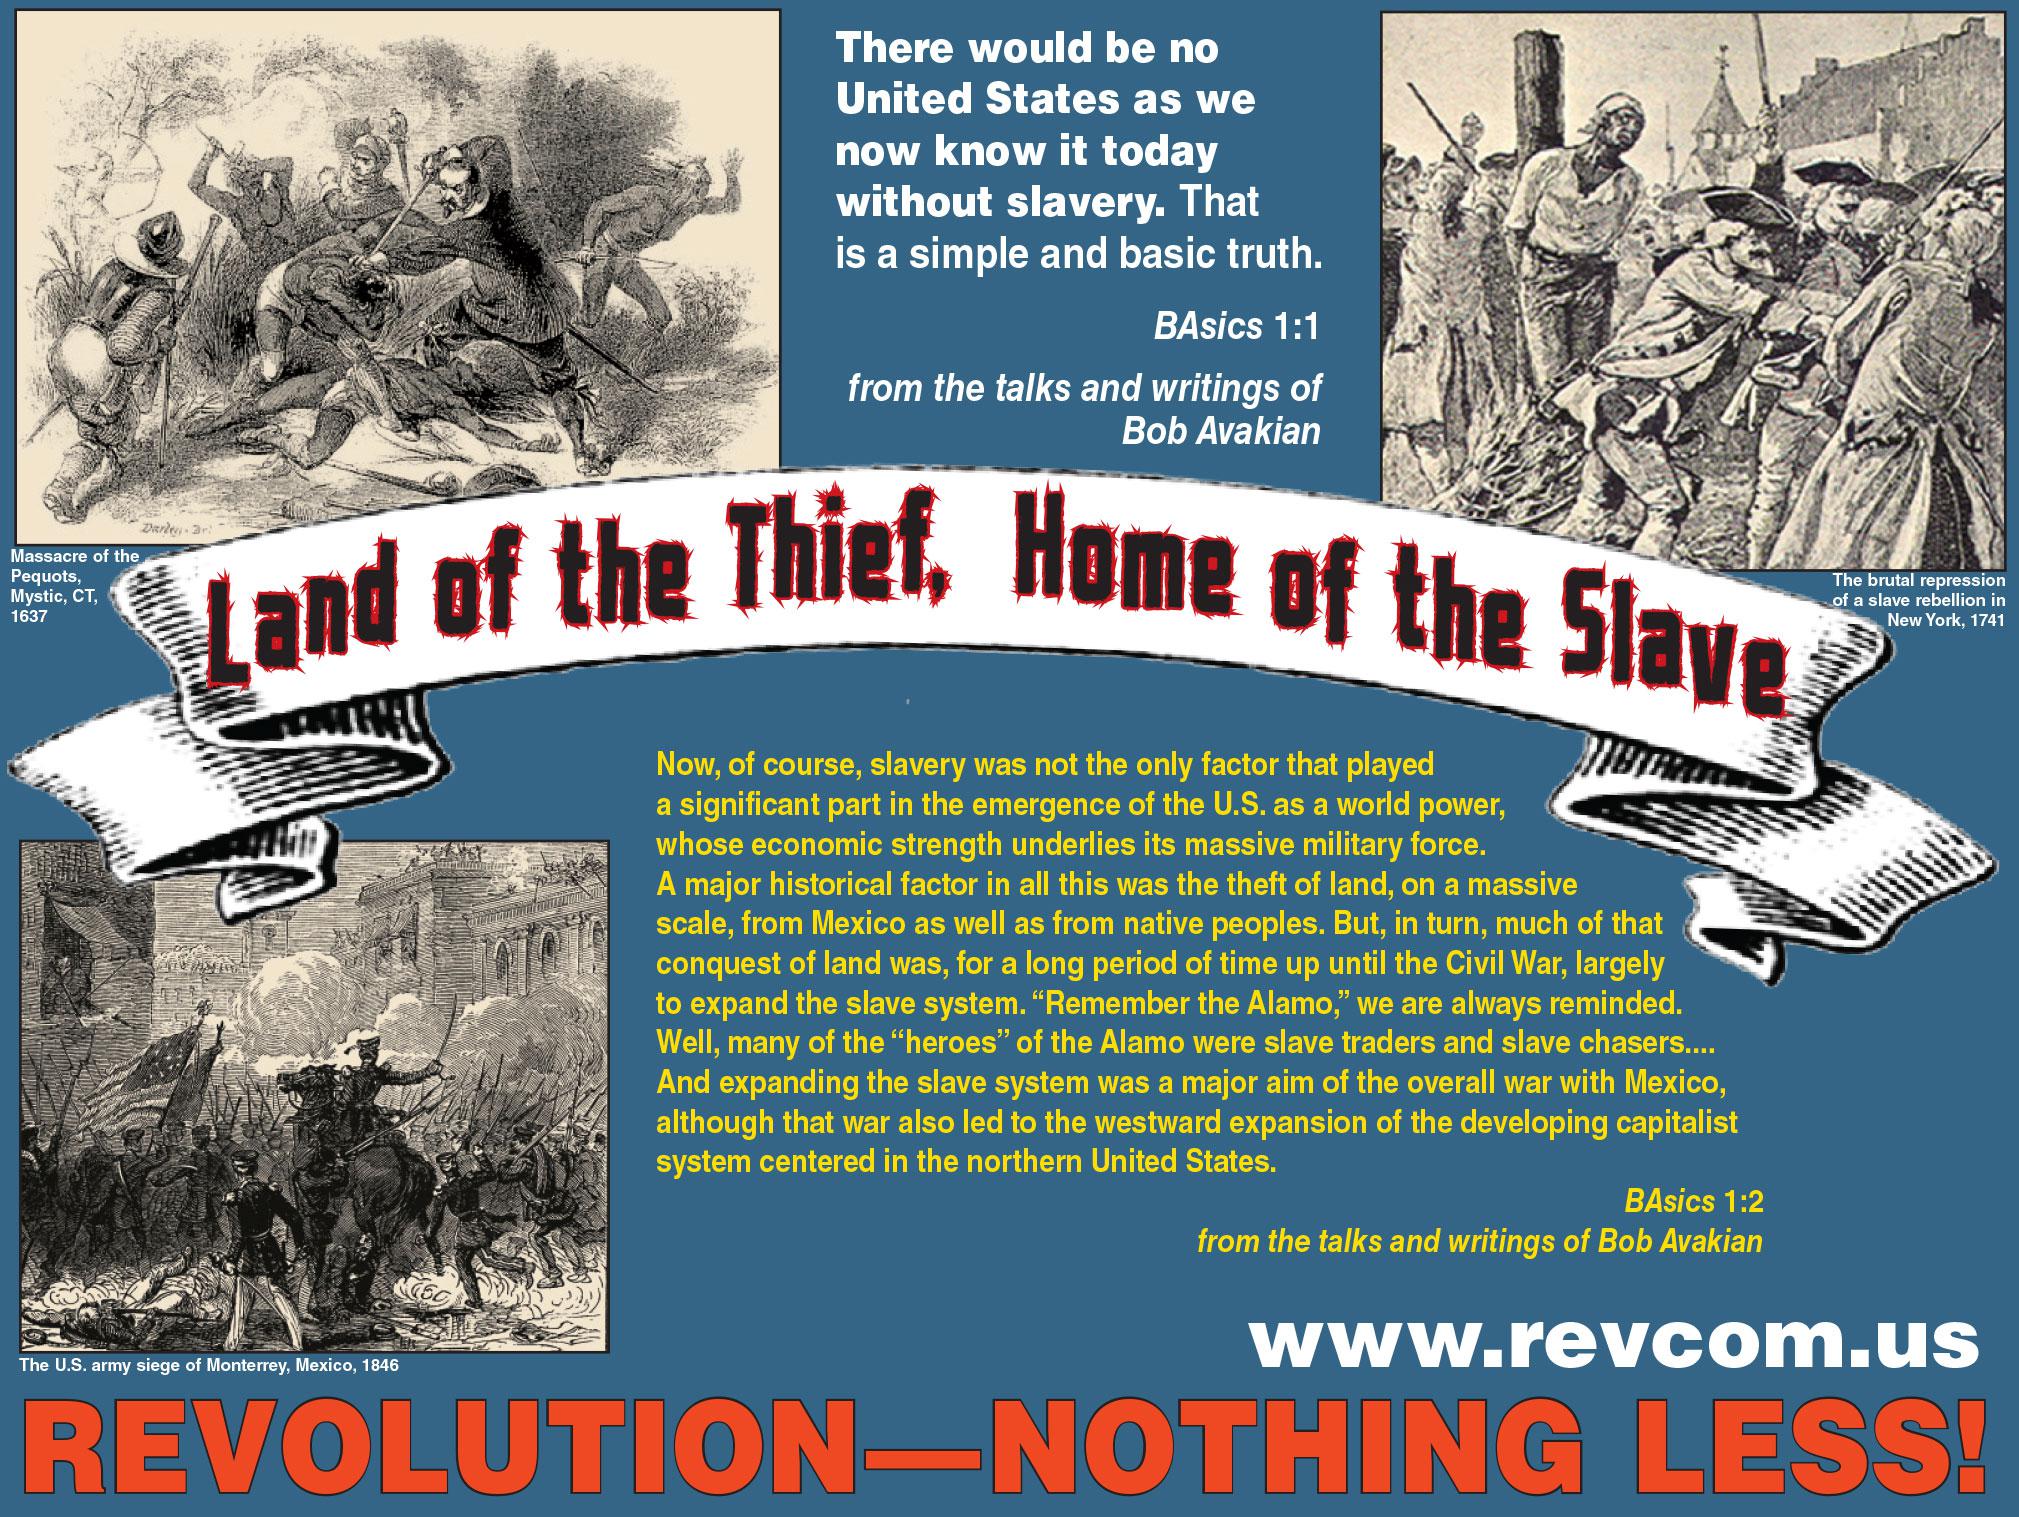 There would be no
United States as we
now know it today
without slavery. That
is a simple and basic truth.
BAsics 1:1
from the talks and writings of
Bob Avakian
Darley. Del.
Massacre of the
Pequots,
Mystic, CT,
1637
The brutal repression
of a slave rebellion in
New York, 1741
Land of the Thief, Home of the Slave
Now, of course, slavery was not the only factor that played
a significant part in the emergence of the U.S. as a world power,
whose economic strength underlies its massive military force.
A major historical factor in all this was the theft of land, on a massive
scale, from Mexico as well as from native peoples. But, in turn, much of that
conquest of land was, for a long period of time up until the Civil War, largely
to expand the slave system. “Remember the Alamo,” we are always reminded.
Well, many of the “heroes” of the Alamo were slave traders and slave chasers....
And expanding the slave system was a major aim of the overall war with Mexico,
although that war also led to the westward expansion of the developing capitalist
system centered in the northern United States.
BAsics 1:2
from the talks and writings of Bob Avakian
The U.S. army siege of Monterrey, Mexico, 1846
www.revcom.us
REVOLUTION—NOTHING LESS!